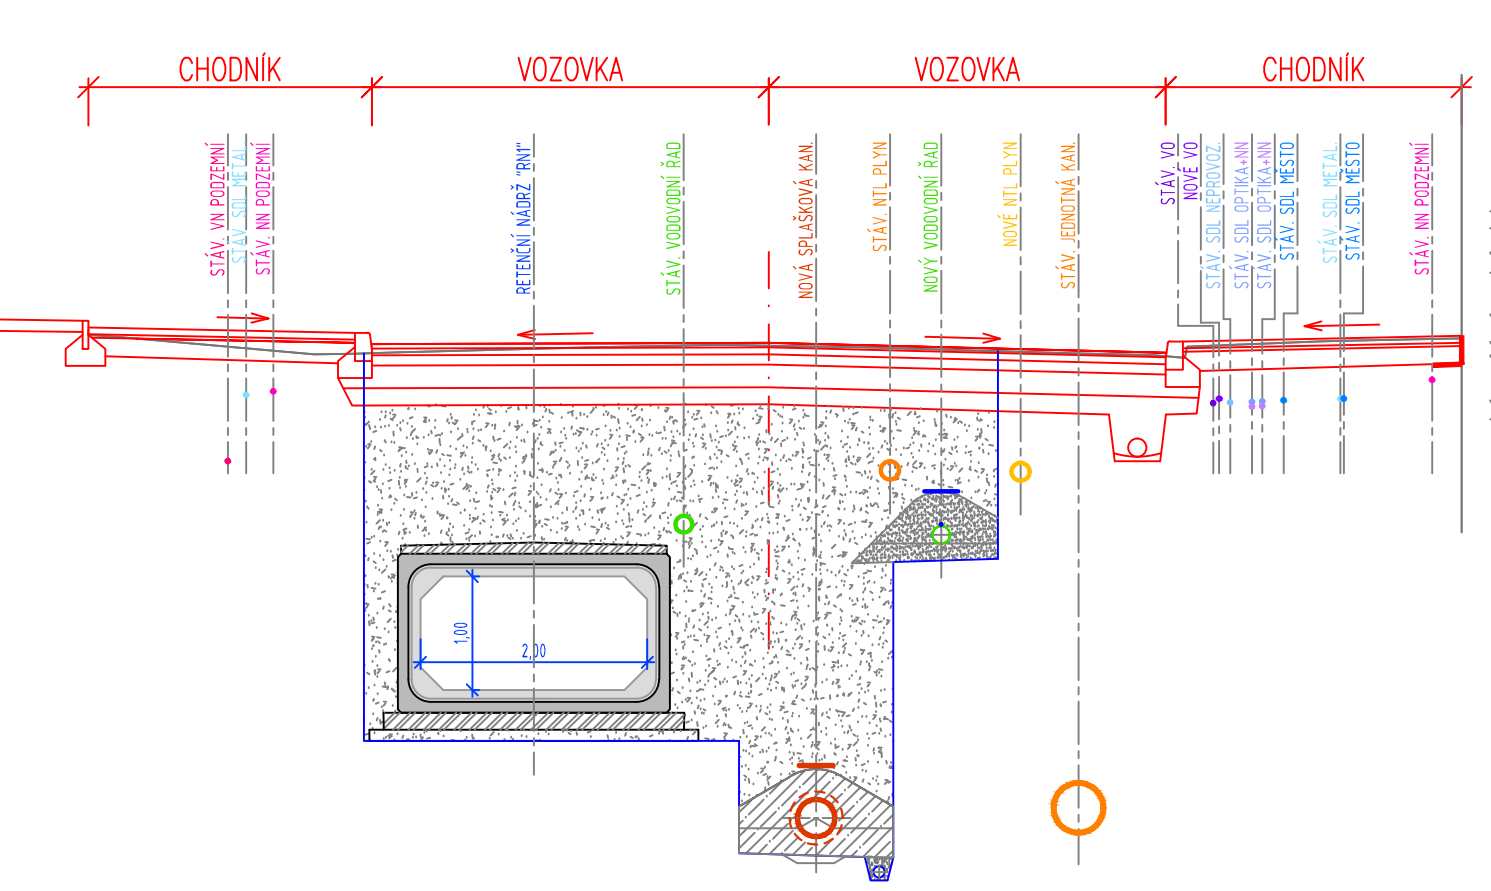 CHODNÍK
VOZOVKA
VOZOVKA
CHODNÍK
STÁV. VN PODZEMNÍ
STÁV. SDL METAL.
STÁV. NN PODZEMNÍ
RETENČNÍ NÁDRŽ "RN1"
STÁV. VODOVODNÍ ŘAD
NOVÁ SPLAŠKOVÁ KAN.
STÁV. NTL PLYN
NOVÝ VODOVODNÍ ŘAD
NOVÉ NTL PLYN
STÁV. JEDNOTNÁ KAN.
STÁV. VO
NOVÉ VO
STÁV. SDL NEPROVOZ.
STÁV. SDL OPTIKA+NN
STÁV. SDL OPTIKA+NN
STÁV. SDL MĚSTO
STÁV. SDL METAL.
STÁV. SDL MĚSTO
STÁV. NN PODZEMNÍ
1,00
2,00